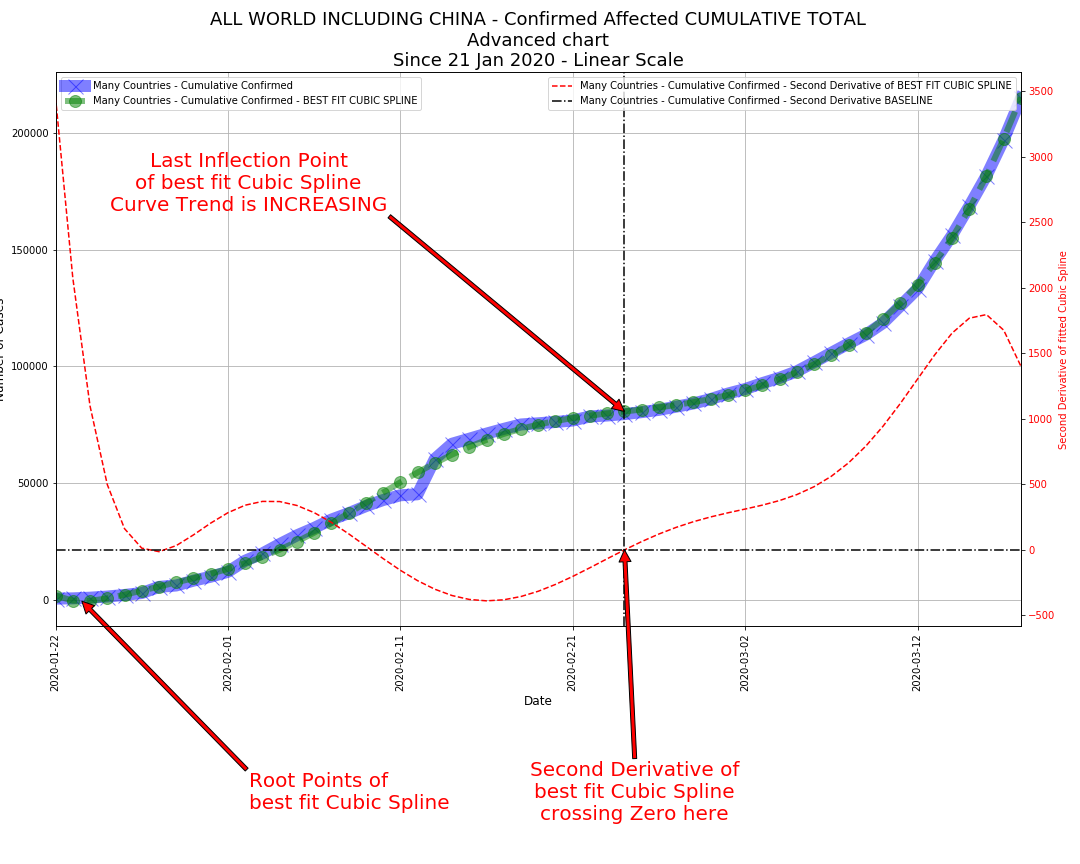 ALL WORLD INCLUDING CHINA - Confirmed Affected CUMULATIVE TOTAL
Advanced chart
Since 21 Jan 2020 - Linear Scale
Many Countries - Cumulative Confirmed
Many Countries - Cumulative Confirmed - BEST FIT CUBIC SPLINE
Many Countries - Cumulative Confirmed - Second Derivative of BEST FIT CUBIC SPLINE
Many Countries - Cumulative Confirmed - Second Derivative BASELINE
200000
150000
100000
50000
0
3500
3000
2500
2000
1500
1000
500
0
−500
Second Derivative of fitted Cubic Spline
Last Inflection Point
of best fit Cubic Spline
Curve Trend is INCREASING
2020-01-22
2020-02-01
2020-02-11
2020-02-21
2020-03-02
2020-03-12
Date
Root Points of
best fit Cubic Spline
Second Derivative of
best fit Cubic Spline
crossing Zero here